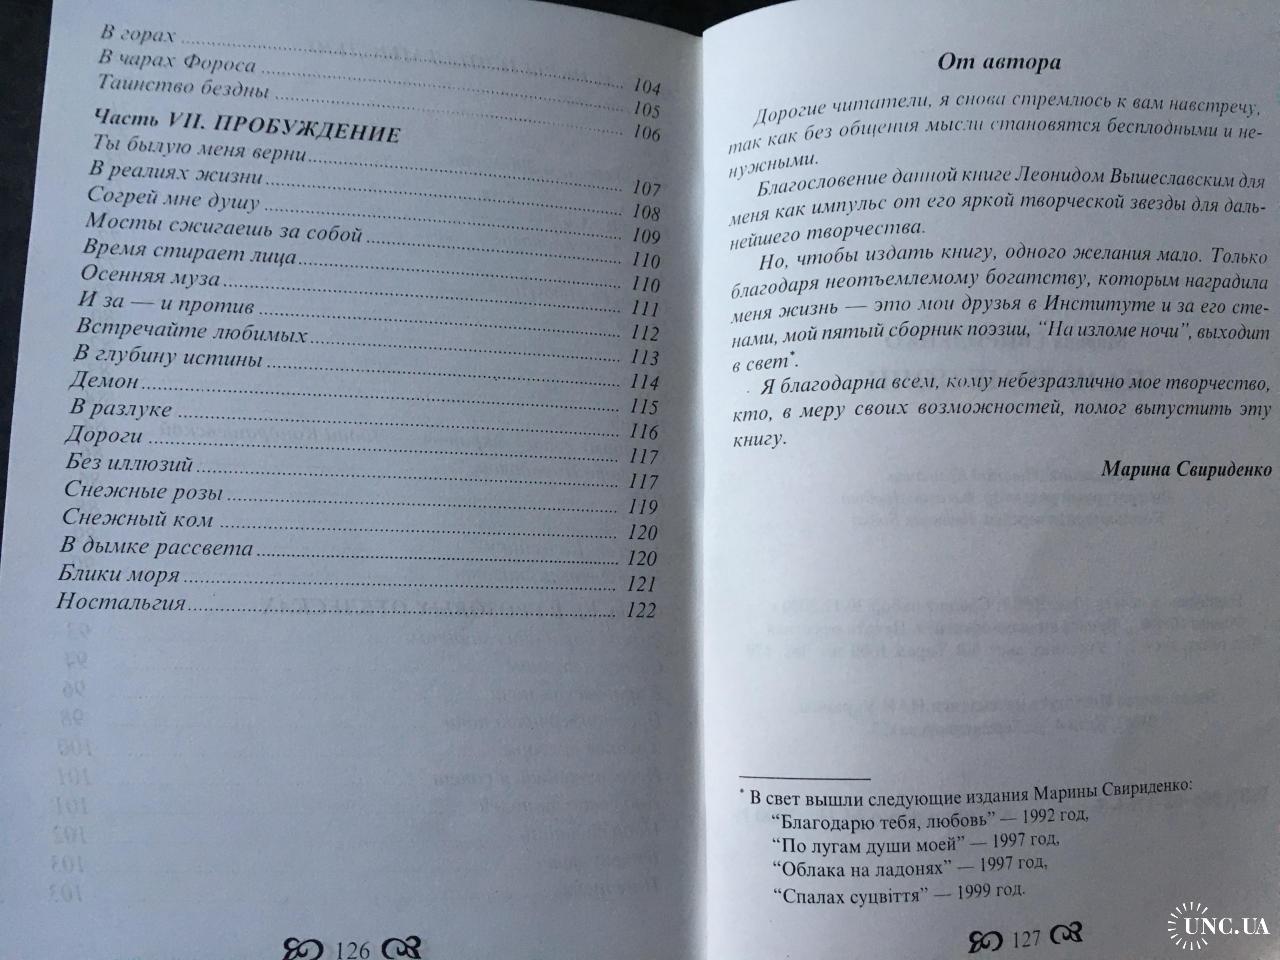 В горах
В чарах Фороса 104
Таинство бездны 105
106
Часть VII. ПРОБУЖДЕНИЕ
Ты былую меня верни 107
В реалиях жизни 108
Согрей мне душу 109
Мосты сжигаешь за собой 110
Время стирает лица 110
Осенняя муза 111
И за — и против 112
Встречайте любимых 113
В глубину истины 114
Демон 115
В разлуке 116
Дороги 117
Без иллюзий 117
Снежные розы 119
Снежный ком 120
В дымке рассвета 120
Блики моря 121
Ностальгия 122
126
От автора
Дорогие читатели, я снова стремлюсь к вам навстречу,
так как без общения мысли становятся бесплодными и не-
нужными.
Благословение данной книге Леонидом Вышеславским для
меня как импульс от его яркой творческой звезды для даль-
нейшего творчества.
Но, чтобы издать книгу, одного желания мало. Только
благодаря неотъемлемому богатству, которым наградила
меня жизнь — это мои друзья в Институте и за его сте-
нами, мой пятый сборник поэзии, “На изломе ночи”, выходит
в свет*.
Я благодарна всем, кому небезразлично мое творчество,
кто, в меру своих возможностей, помог выпустить эту
книгу.
Марина Свириденко
* В свет вышли следующие издания Марины Свириденко:
“Благодарю тебя, любовь” — 1992 год,
“По лугам души моей” — 1997 год,
“Облака на ладонях” — 1997 год,
“Спалах суцвіття” — 1999 год.
127
UNC.UA